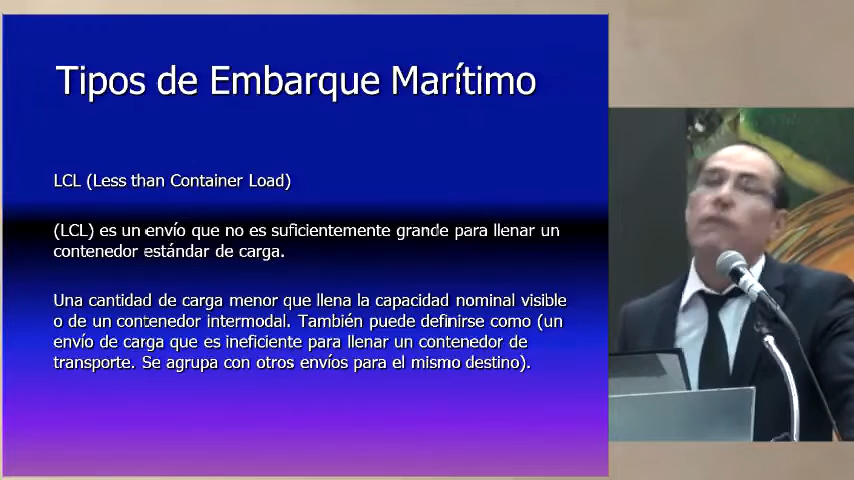 Tipos de Embarque Marítimo
LCL (Less than Container Load)
(LCL) es un envío que no es suficientemente grande para llenar un
contenedor estándar de carga.
Una cantidad de carga menor que llena la capacidad nominal visible
o de un contenedor intermodal. También puede definirse como (un
envío de carga que es ineficiente para llenar un contenedor de
transporte. Se agrupa con otros envíos para el mismo destino).